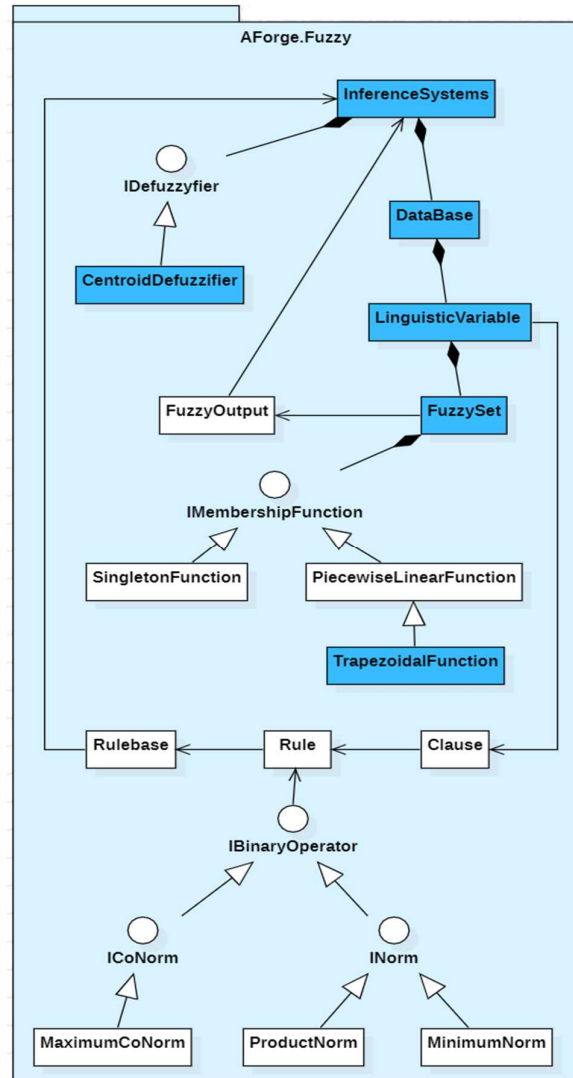 AForge.Fuzzy
InferenceSystems
IDefuzzyfier
DataBase
CentroidDefuzzifier
LinguisticVariable
FuzzyOutput
FuzzySet
IMembershipFunction
SingletonFunction
PiecewiseLinearFunction
TrapezoidalFunction
Rulebase
Rule
Clause
IBinaryOperator
ICoNorm
INorm
MaximumCoNorm
ProductNorm
MinimumNorm